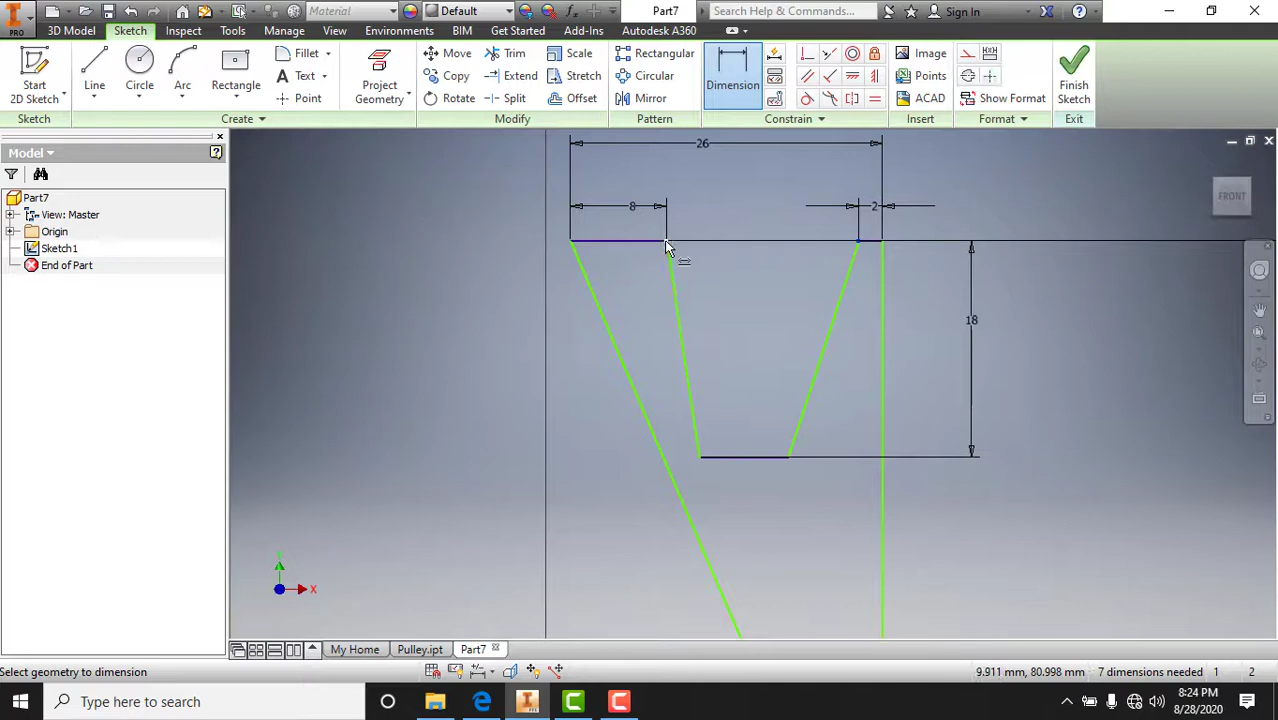 PRO
Material
Default
Part7
Search Help & Commands...
Sign In
3D Model Sketch Inspect Tools Manage View Environments BIM Get Started Add-Ins Autodesk A360
Start
2D Sketch
Line
Circle
Arc
Rectangle
Fillet
Text
Point
Project
Geometry
Move
Copy
Rotate
Trim
Extend
Split
Scale
Stretch
Offset
Rectangular
Circular
Mirror
Dimension
Image
Points
ACAD
Show Format
Finish
Sketch
Sketch Create Modify Pattern Constrain Insert Format Exit
Model
Part7
View: Master
Origin
Sketch1
End of Part
26
8
2
18
FRONT
Y
X
My Home Pulley.ipt Part7
Select geometry to dimension
9.911 mm, 80.998 mm 7 dimensions needed 1 2
Type here to search
8:24 PM
8/28/2020